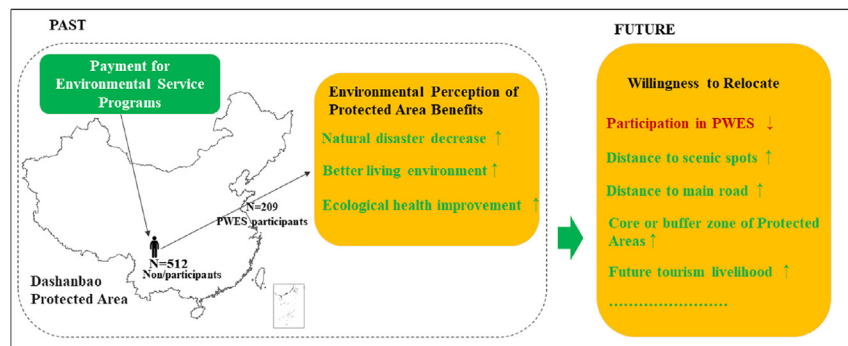 PAST
Payment for
Environmental Service
Programs
Environmental Perception of
Protected Area Benefits
Natural disaster decrease ↑
Better living environment ↑
Ecological health improvement ↑
N=209
PWES participants
N=512
Non/participants
Dashanbao
Protected Area
FUTURE
Willingness to Relocate
Participation in PWES ↓
Distance to scenic spots ↑
Distance to main road ↑
Core or buffer zone of Protected
Areas ↑
Future tourism livelihood ↑
........................